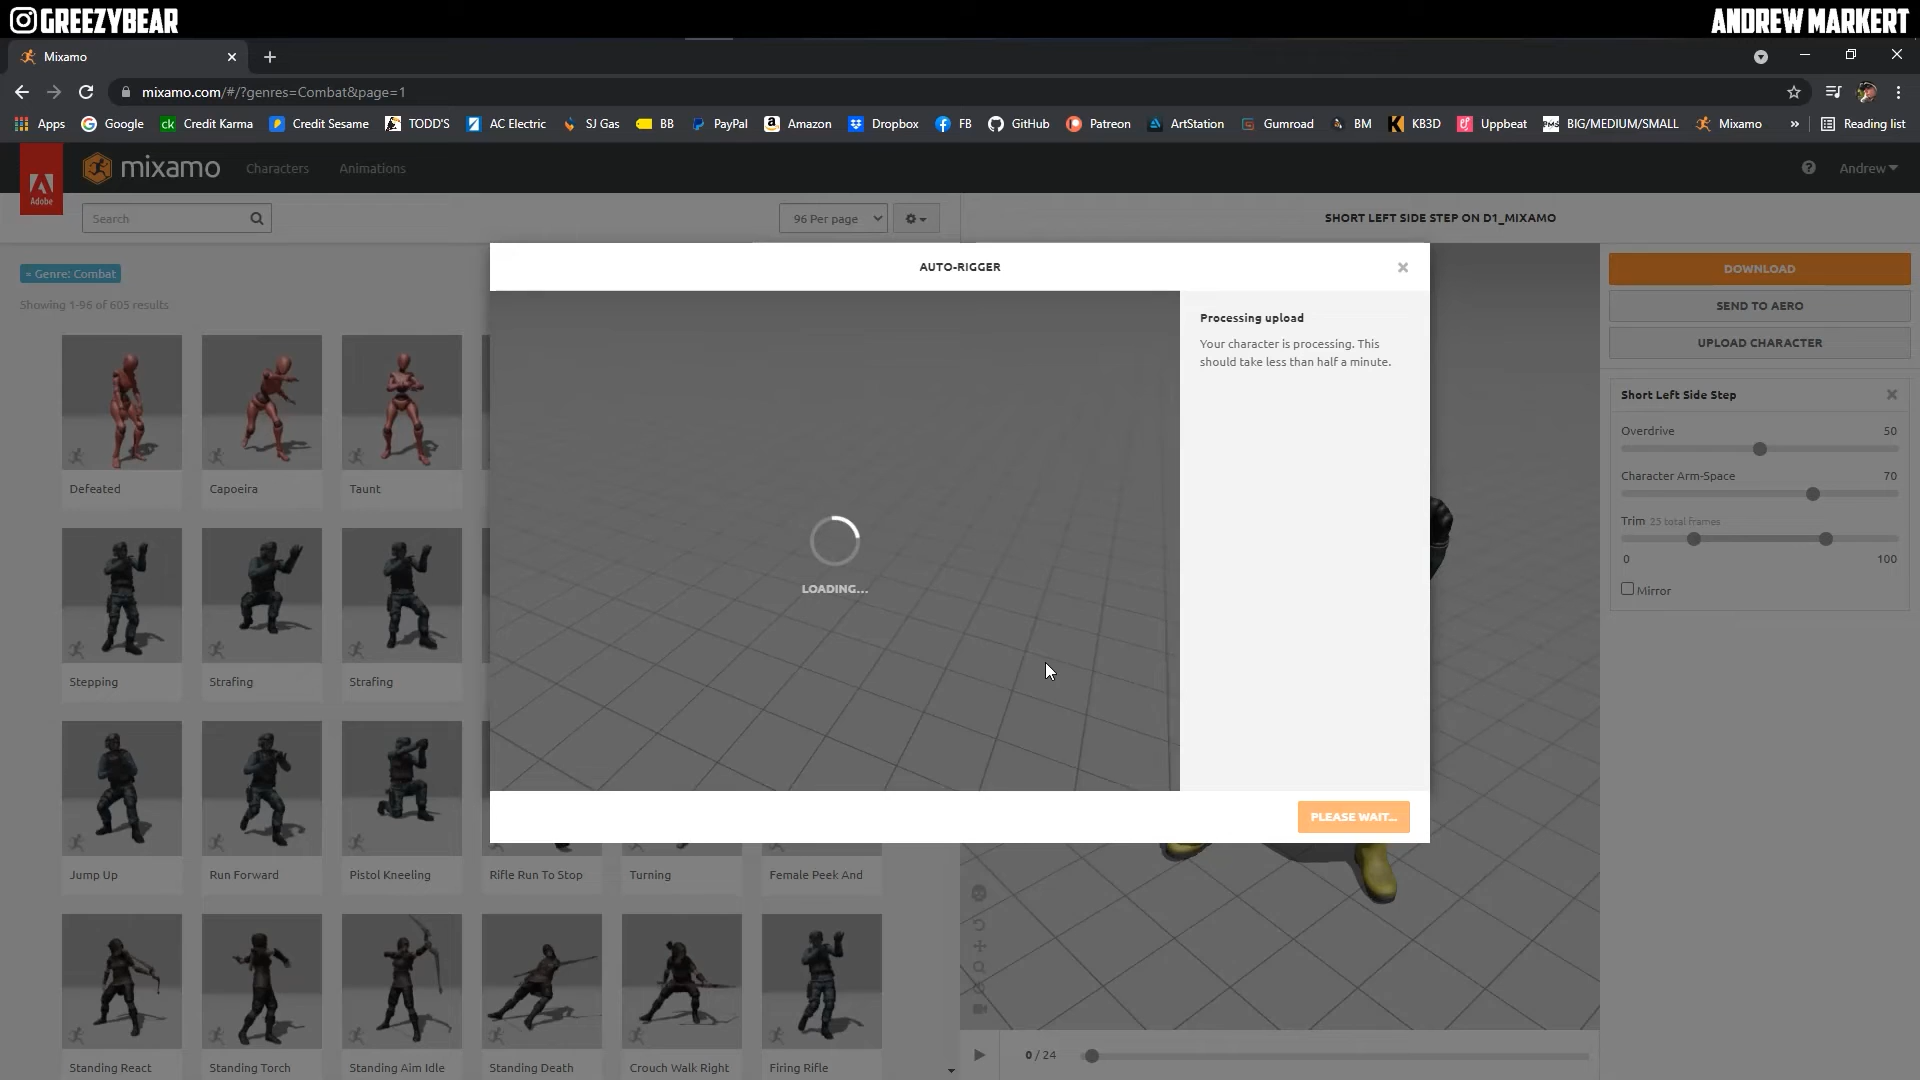 GREEZYBEAR
ANDREW MARKERT
Mixamo
mixamo.com/#/?genres=Combat&page=1
Apps Google Credit Karma Credit Sesame TODD'S AC Electric SJ Gas BB PayPal Amazon Dropbox FB GitHub Patreon ArtStation Gumroad BM KB3D Uppbeat BIG/MEDIUM/SMALL Mixamo » Reading list
Adobe
mixamo Characters Animations Andrew
Search 96 Per page
SHORT LEFT SIDE STEP ON D1_MIXAMO
× Genre: Combat
Showing 1-96 of 605 results
Defeated Capoeira Taunt
Stepping Strafing Strafing
Jump Up Run Forward Pistol Kneeling Rifle Run To Stop Turning Female Peek And
Standing React Standing Torch Standing Aim Idle Standing Death Crouch Walk Right Firing Rifle
AUTO-RIGGER
LOADING...
Processing upload
Your character is processing. This
should take less than half a minute.
PLEASE WAIT...
DOWNLOAD
SEND TO AERO
UPLOAD CHARACTER
Short Left Side Step
Overdrive 50
Character Arm-Space 70
Trim 25 total frames
0 100
Mirror
0 / 24